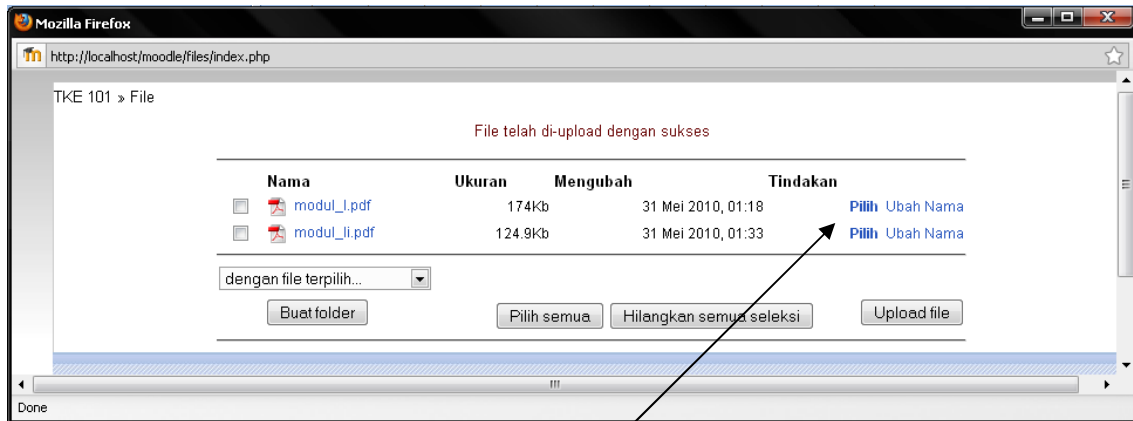 Mozilla Firefox
http://localhost/moodle/files/index.php
TKE 101 » File
File telah di-upload dengan sukses
Nama Ukuran Mengubah Tindakan
modul_I.pdf 174Kb 31 Mei 2010, 01:18 Pilih Ubah Nama
modul_Ii.pdf 124.9Kb 31 Mei 2010, 01:33 Pilih Ubah Nama
dengan file terpilih...
Buat folder Pilih semua Hilangkan semua seleksi Upload file
Done